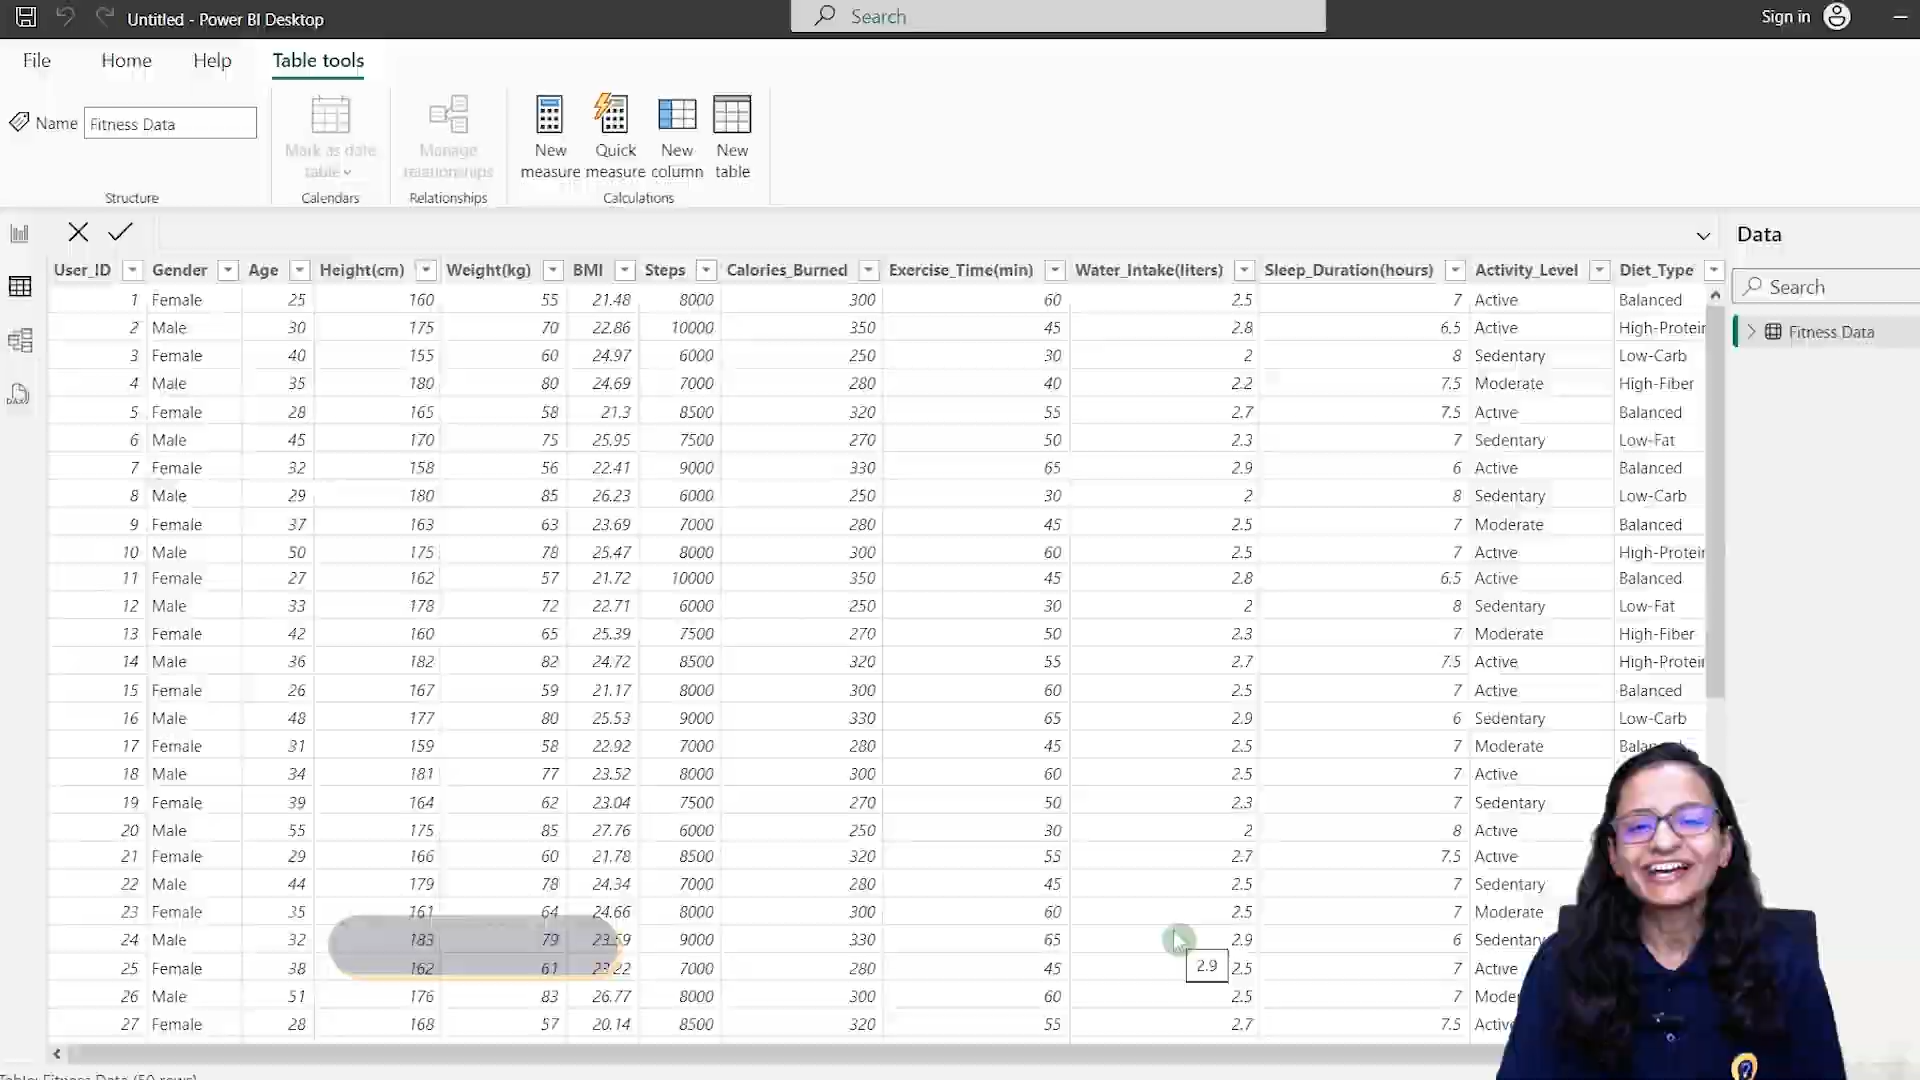 Untitled - Power BI Desktop
Search
Sign in
File Home Help Table tools
Name Fitness Data
Mark as date table
Manage relationships
New measure
Quick measure
New column
New table
Structure Calendars Relationships Calculations
Data
Search
Fitness Data
User_ID Gender Age Height(cm) Weight(kg) BMI Steps Calories_Burned Exercise_Time(min) Water_Intake(liters) Sleep_Duration(hours) Activity_Level Diet_Type
1 Female 25 160 55 21.48 8000 300 60 2.5 7 Active Balanced
2 Male 30 175 70 22.86 10000 350 45 2.8 6.5 Active High-Protein
3 Female 40 155 60 24.97 6000 250 30 2 8 Sedentary Low-Carb
4 Male 35 180 80 24.69 7000 280 40 2.2 7.5 Moderate High-Fiber
5 Female 28 165 58 21.3 8500 320 55 2.7 7.5 Active Balanced
6 Male 45 170 75 25.95 7500 270 50 2.3 7 Sedentary Low-Fat
7 Female 32 158 56 22.41 9000 330 65 2.9 6 Active Balanced
8 Male 29 180 85 26.23 6000 250 30 2 8 Sedentary Low-Carb
9 Female 37 163 63 23.69 7000 280 45 2.5 7 Moderate Balanced
10 Male 50 175 78 25.47 8000 300 60 2.5 7 Active High-Protein
11 Female 27 162 57 21.72 10000 350 45 2.8 6.5 Active Balanced
12 Male 33 178 72 22.71 6000 250 30 2 8 Sedentary Low-Fat
13 Female 42 160 65 25.39 7500 270 50 2.3 7 Moderate High-Fiber
14 Male 36 182 82 24.72 8500 320 55 2.7 7.5 Active High-Protein
15 Female 26 167 59 21.17 8000 300 60 2.5 7 Active Balanced
16 Male 48 177 80 25.53 9000 330 65 2.9 6 Sedentary Low-Carb
17 Female 31 159 58 22.92 7000 280 45 2.5 7 Moderate
18 Male 34 181 77 23.52 8000 300 60 2.5 7 Active
19 Female 39 164 62 23.04 7500 270 50 2.3 7 Sedentary
20 Male 55 175 85 27.76 6000 250 30 2 8 Active
21 Female 29 166 60 21.78 8500 320 55 2.7 7.5 Active
22 Male 44 179 78 24.34 7000 280 45 2.5 7 Sedentary
23 Female 35 161 64 24.66 8000 300 60 2.5 7 Moderate
24 Male 32 183 79 23.59 9000 330 65 2.9 6 Sedentary
25 Female 38 162 61 23.22 7000 280 45 2.5 7 Active
2.9
26 Male 51 176 83 26.77 8000 300 60 2.5 7
27 Female 28 168 57 20.14 8500 320 55 2.7 7.5 Active
Table: Fitness Data (50 rows)